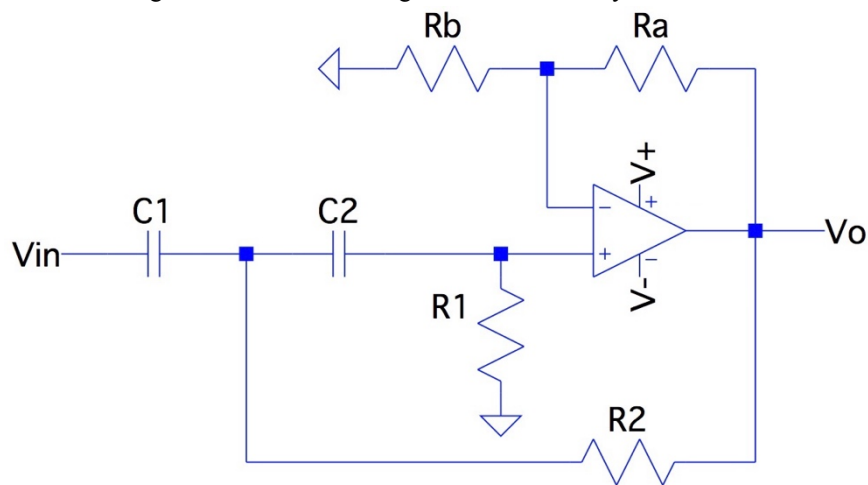 Rb Ra
V+
+
C1 C2
−
Vin + Vo
V-
−
R1
R2